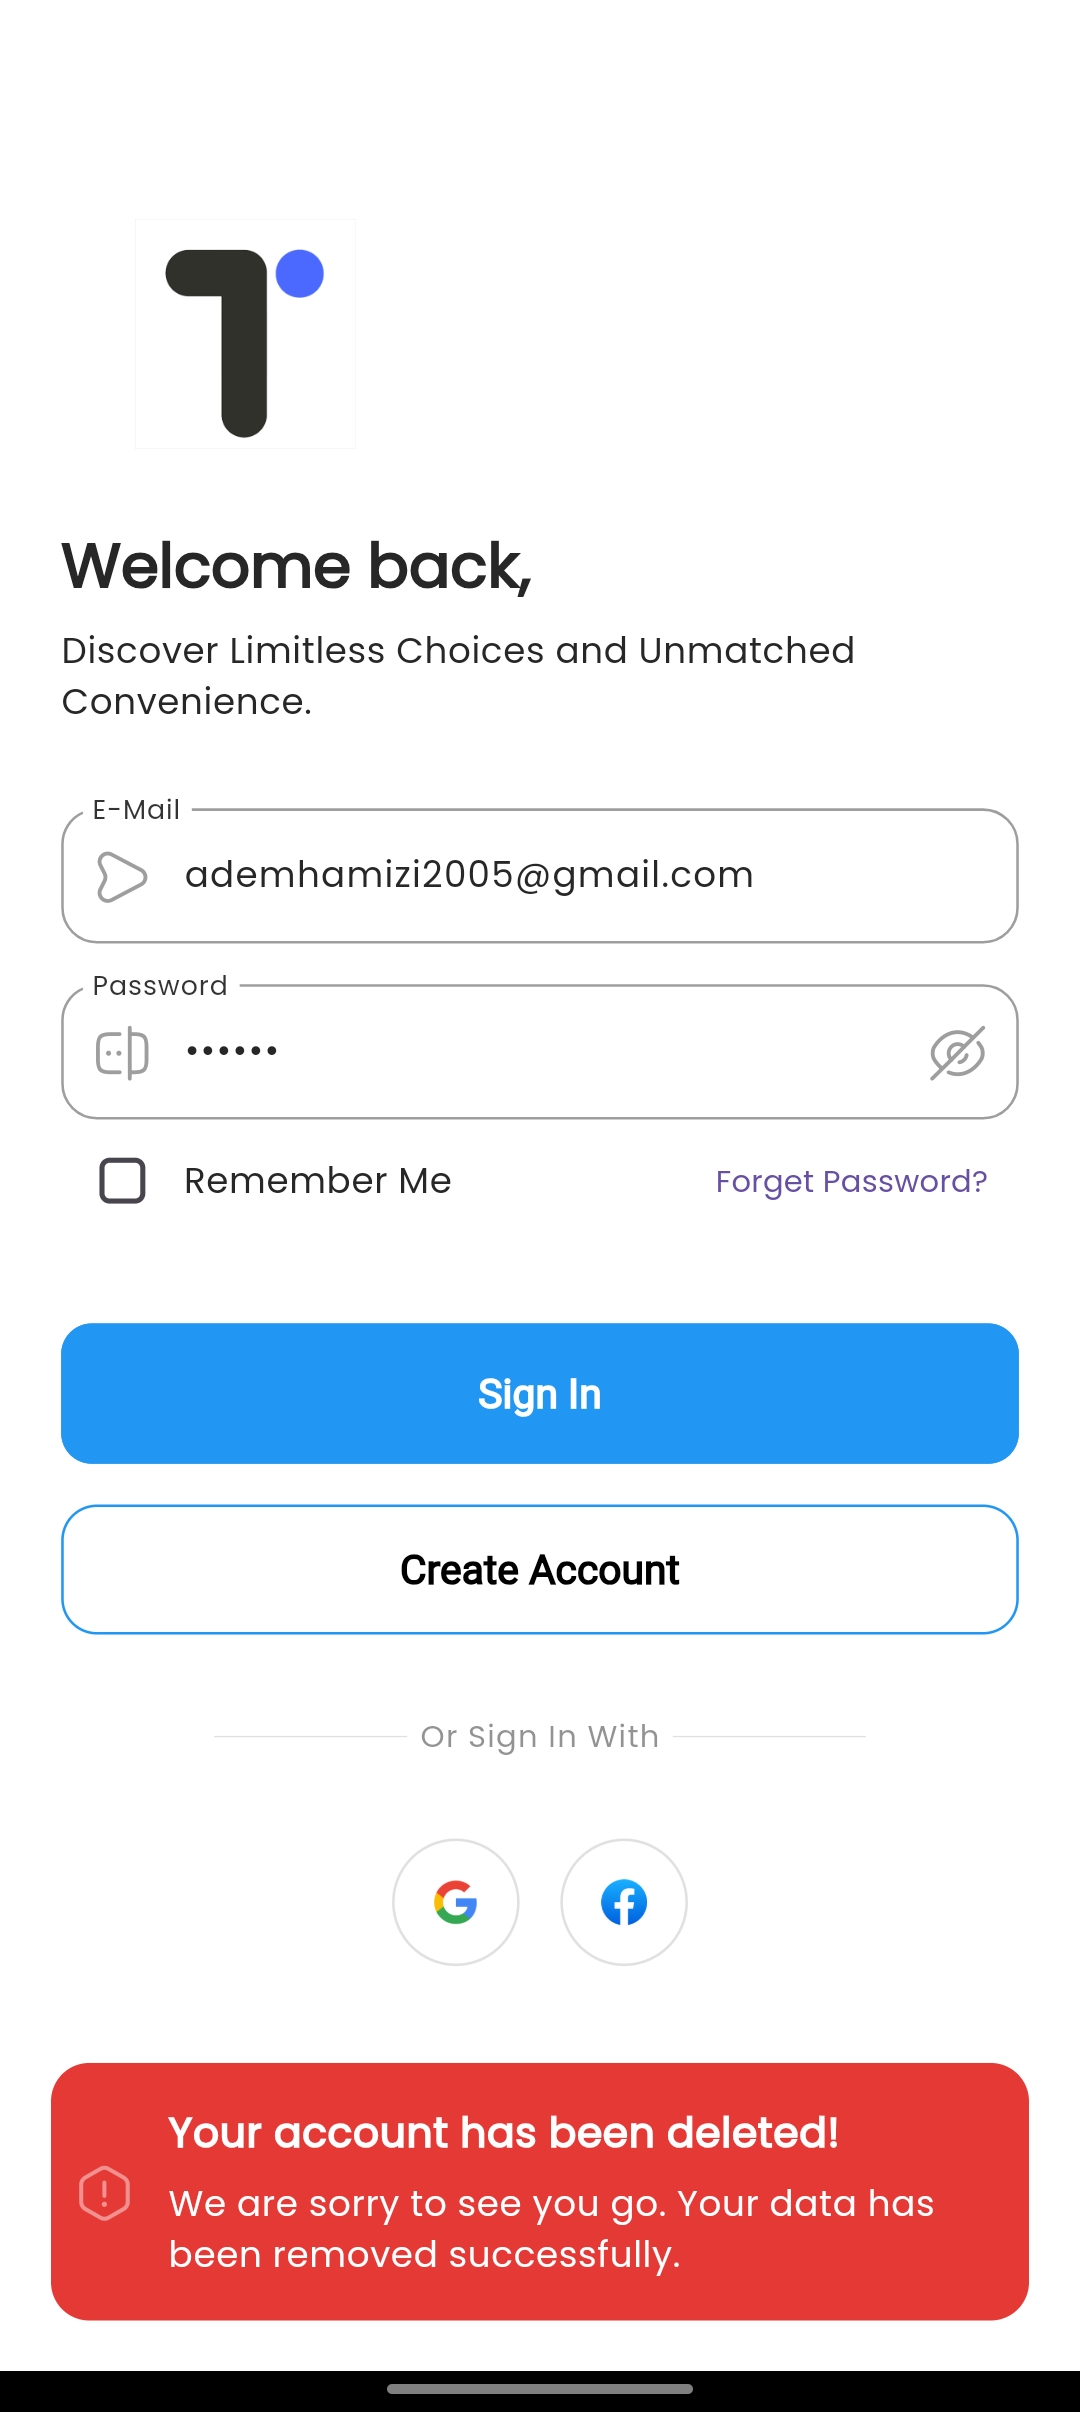 Welcome back,
Discover Limitless Choices and Unmatched
Convenience.
E-Mail
ademhamizi2005@gmail.com
Password
••••••
Remember Me
Forget Password?
Sign In
Create Account
Or Sign In With
Your account has been deleted!
We are sorry to see you go. Your data has
been removed successfully.